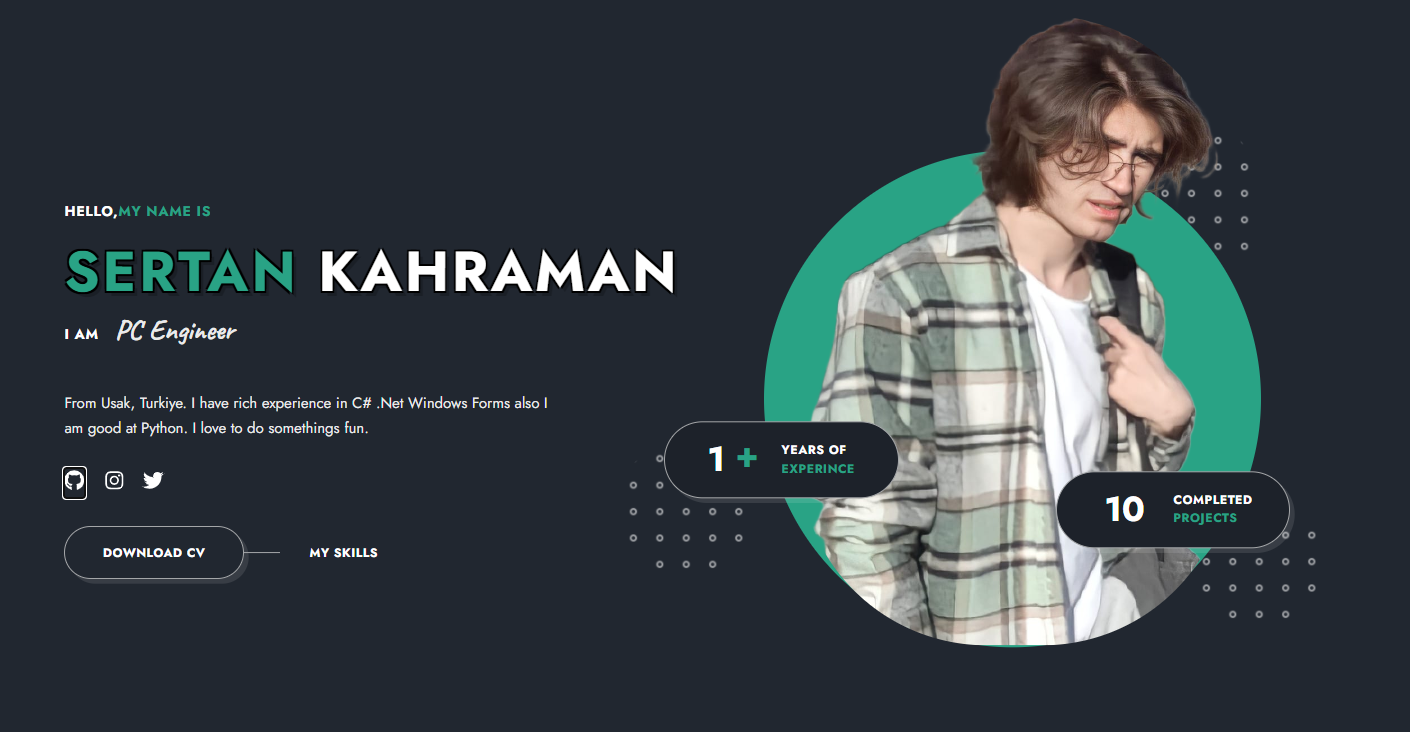 HELLO,MY NAME IS
SERTAN KAHRAMAN
I AM PC Engineer
From Usak, Turkiye. I have rich experience in C# .Net Windows Forms also I
am good at Python. I love to do somethings fun.
DOWNLOAD CV
MY SKILLS
1 + YEARS OF
EXPERINCE
10 COMPLETED
PROJECTS